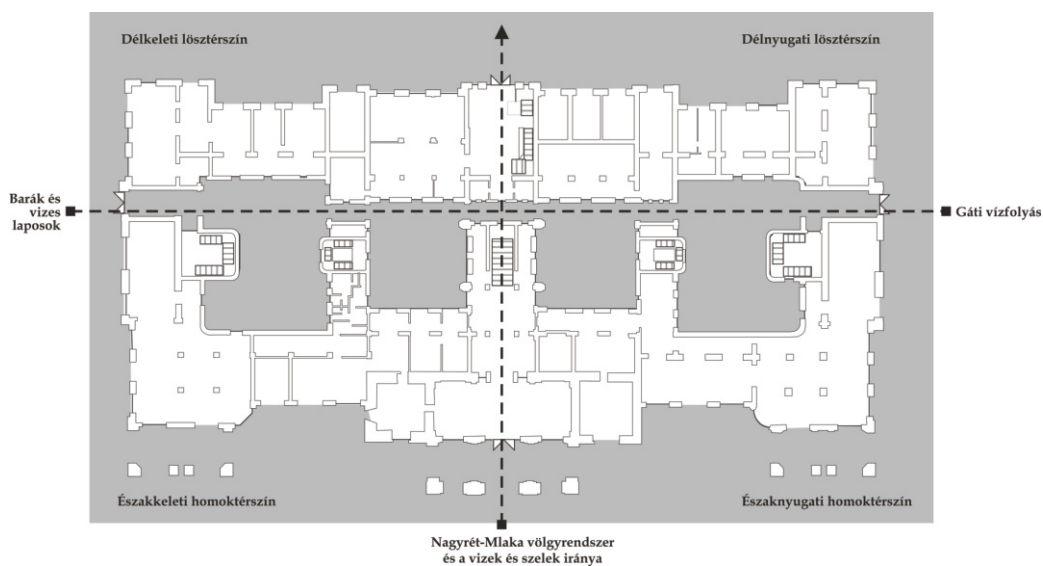 Délkeleti lösztérszín
Délnyugati lösztérszín
Barák és
vizes
laposok
Gáti vízfolyás
Északkeleti homoktérszín
Északnyugati homoktérszín
Nagyrét-Mlaka völgyrendszer
és a vizek és szelek iránya